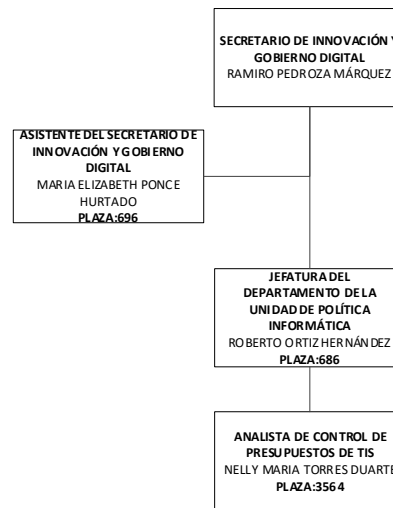 SECRETARIO DE INNOVACIÓN Y
GOBIERNO DIGITAL
RAMIRO PEDROZA MÁRQUEZ
ASISTENTE DEL SECRETARIO DE
INNOVACIÓN Y GOBIERNO
DIGITAL
MARIA ELIZABETH PONCE
HURTADO
PLAZA:696
JEFATURA DEL
DEPARTAMENTO DE LA
UNIDAD DE POLÍTICA
INFORMÁTICA
ROBERTO ORTIZ HERNÁNDEZ
PLAZA:686
ANALISTA DE CONTROL DE
PRESUPUESTOS DE TIS
NELLY MARIA TORRES DUARTE
PLAZA:3564